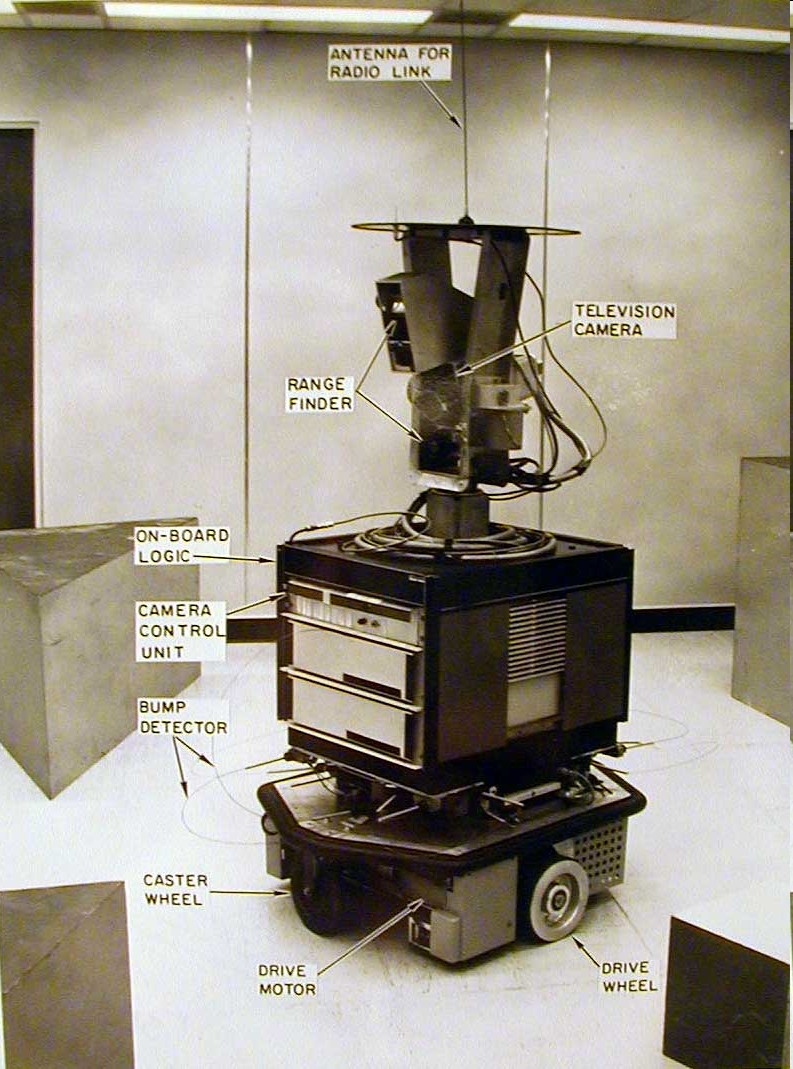 ANTENNA FOR
RADIO LINK
TELEVISION
CAMERA
RANGE
FINDER
ON-BOARD
LOGIC
CAMERA
CONTROL
UNIT
BUMP
DETECTOR
CASTER
WHEEL
DRIVE
MOTOR
DRIVE
WHEEL